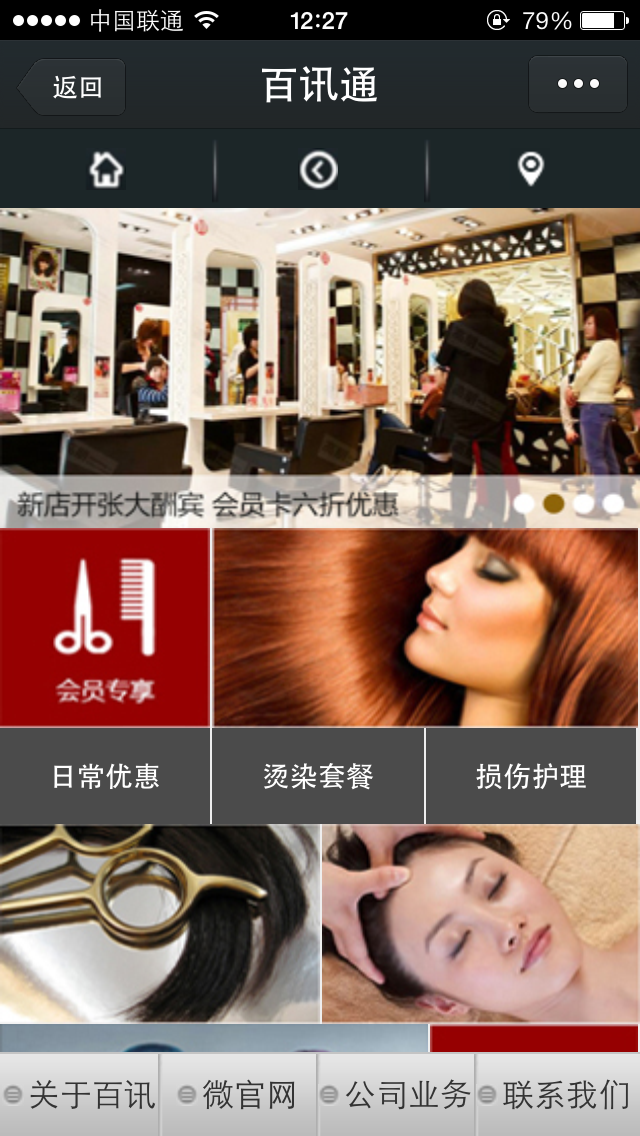 中国联通 12:27 79%
返回 百讯通
新店开张大酬宾 会员卡六折优惠
会员专享
日常优惠 烫染套餐 损伤护理
关于百讯 微官网 公司业务 联系我们